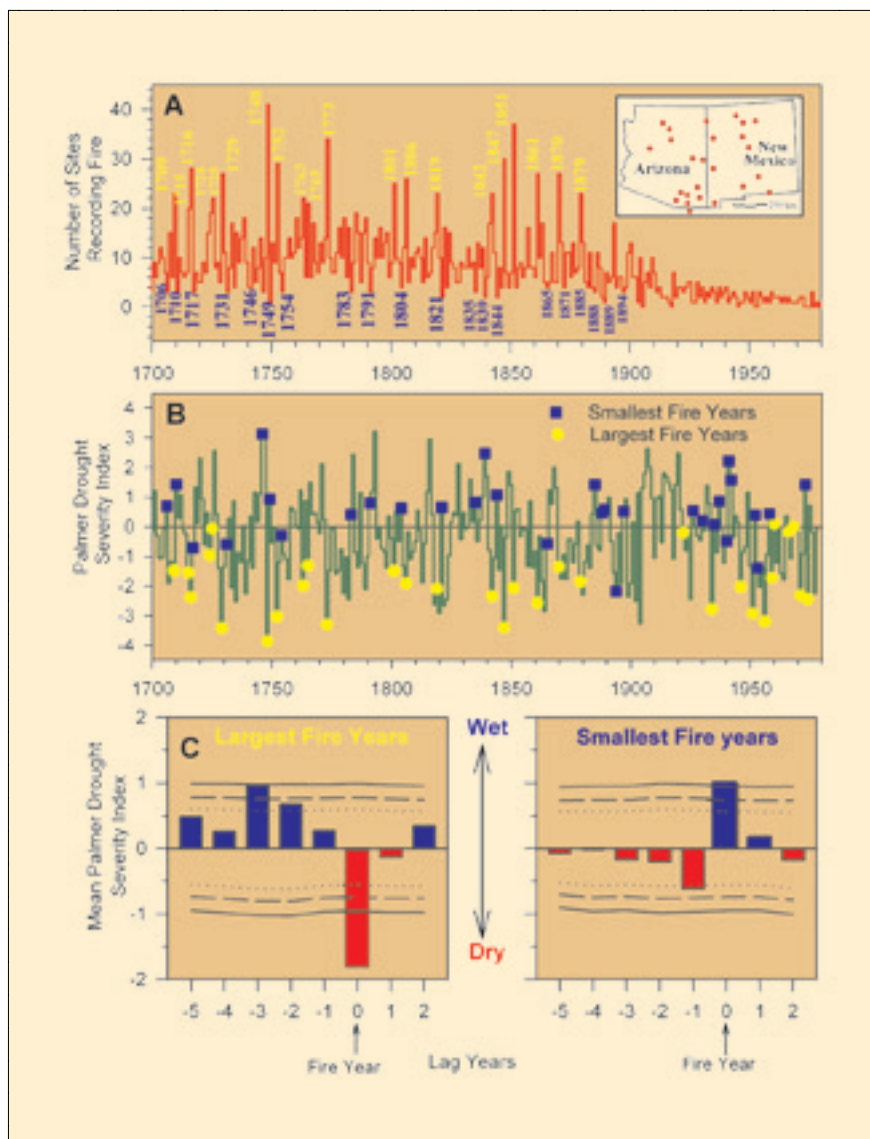 A
Number of Sites
Recording Fire
40
30
20
10
0
1709
1716
1729
1748
1752
1763
1773
1801
1806
1819
1842
1847
1851
1861
1870
1879
Arizona
New
Mexico
1706
1710
1717
1731
1746
1749
1754
1783
1791
1804
1821
1835
1839
1844
1865
1871
1885
1888
1889
1894
1700 1750 1800 1850 1900 1950
B
Smallest Fire Years
Largest Fire Years
Palmer Drought
Severity Index
4
3
2
1
0
-1
-2
-3
-4
1700 1750 1800 1850 1900 1950
C
Largest Fire Years
Wet
Dry
Smallest Fire years
Mean Palmer Drought
Severity Index
2
1
0
-1
-2
-5 -4 -3 -2 -1 0 1 2
-5 -4 -3 -2 -1 0 1 2
Fire Year
Lag Years
Fire Year